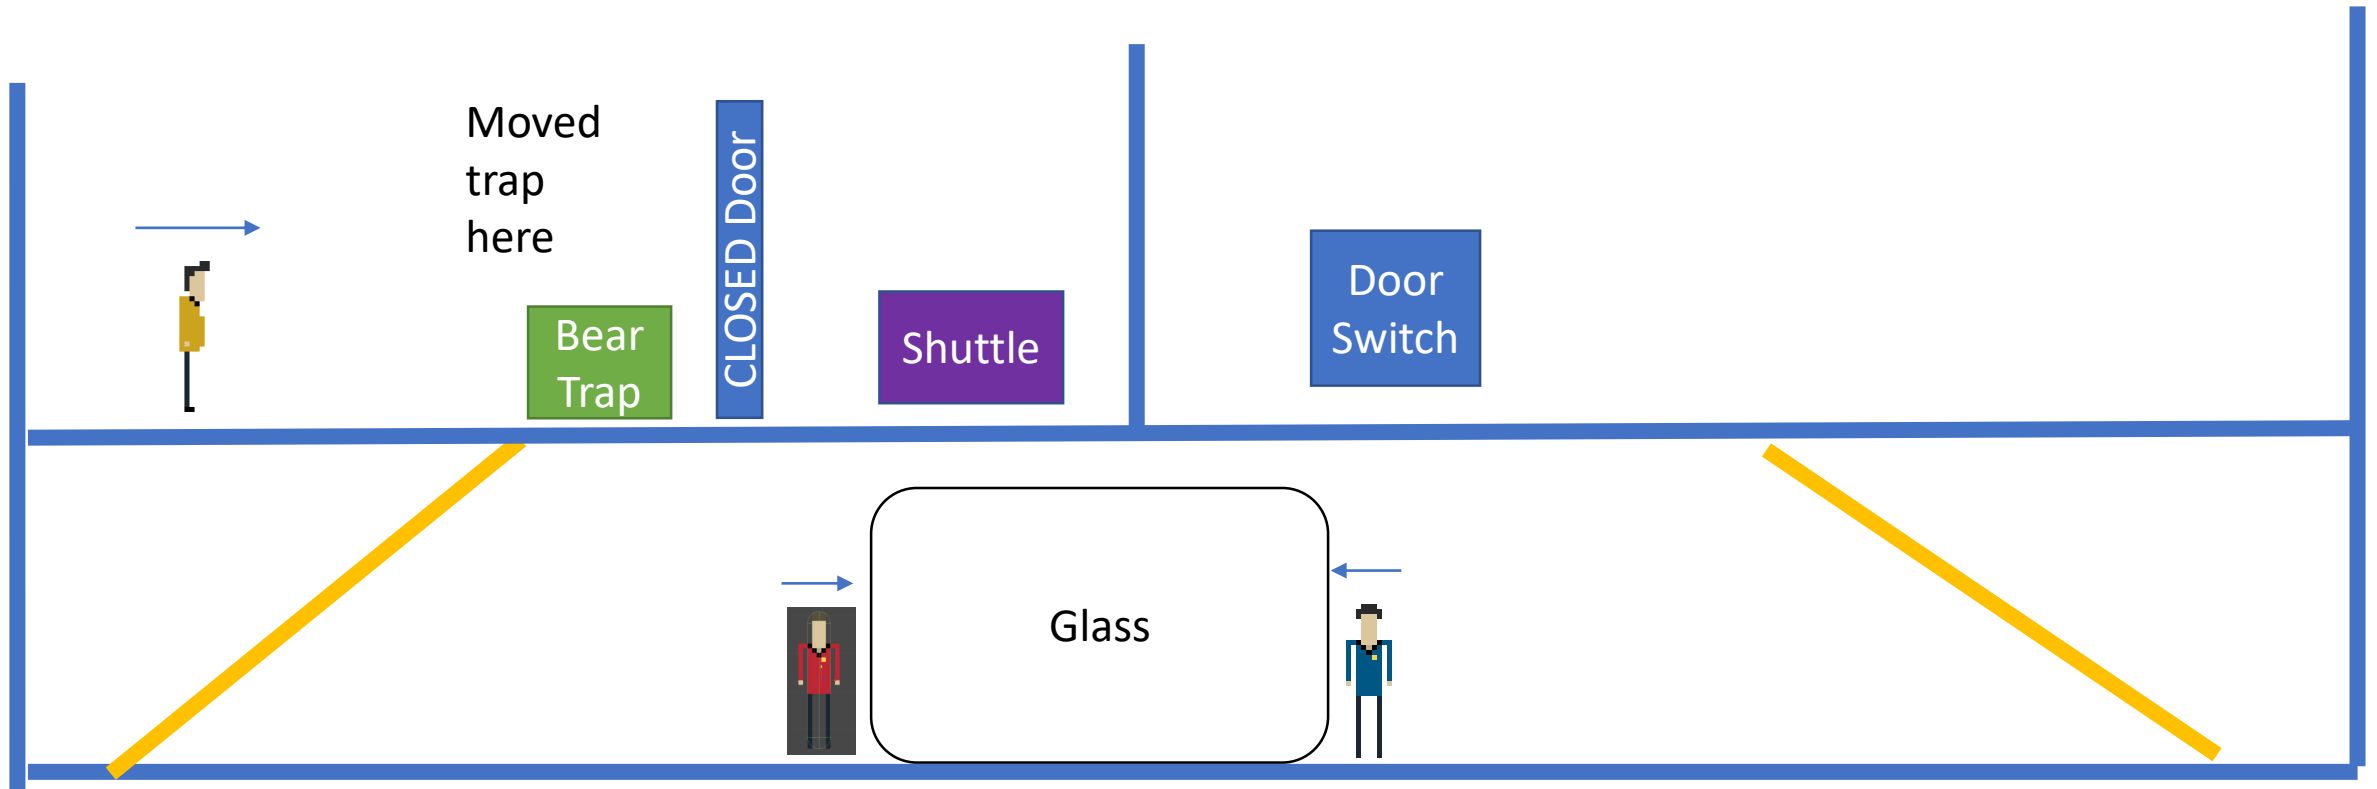 Moved
trap
here
CLOSED Door
Bear
Trap
Shuttle
Door
Switch
Glass